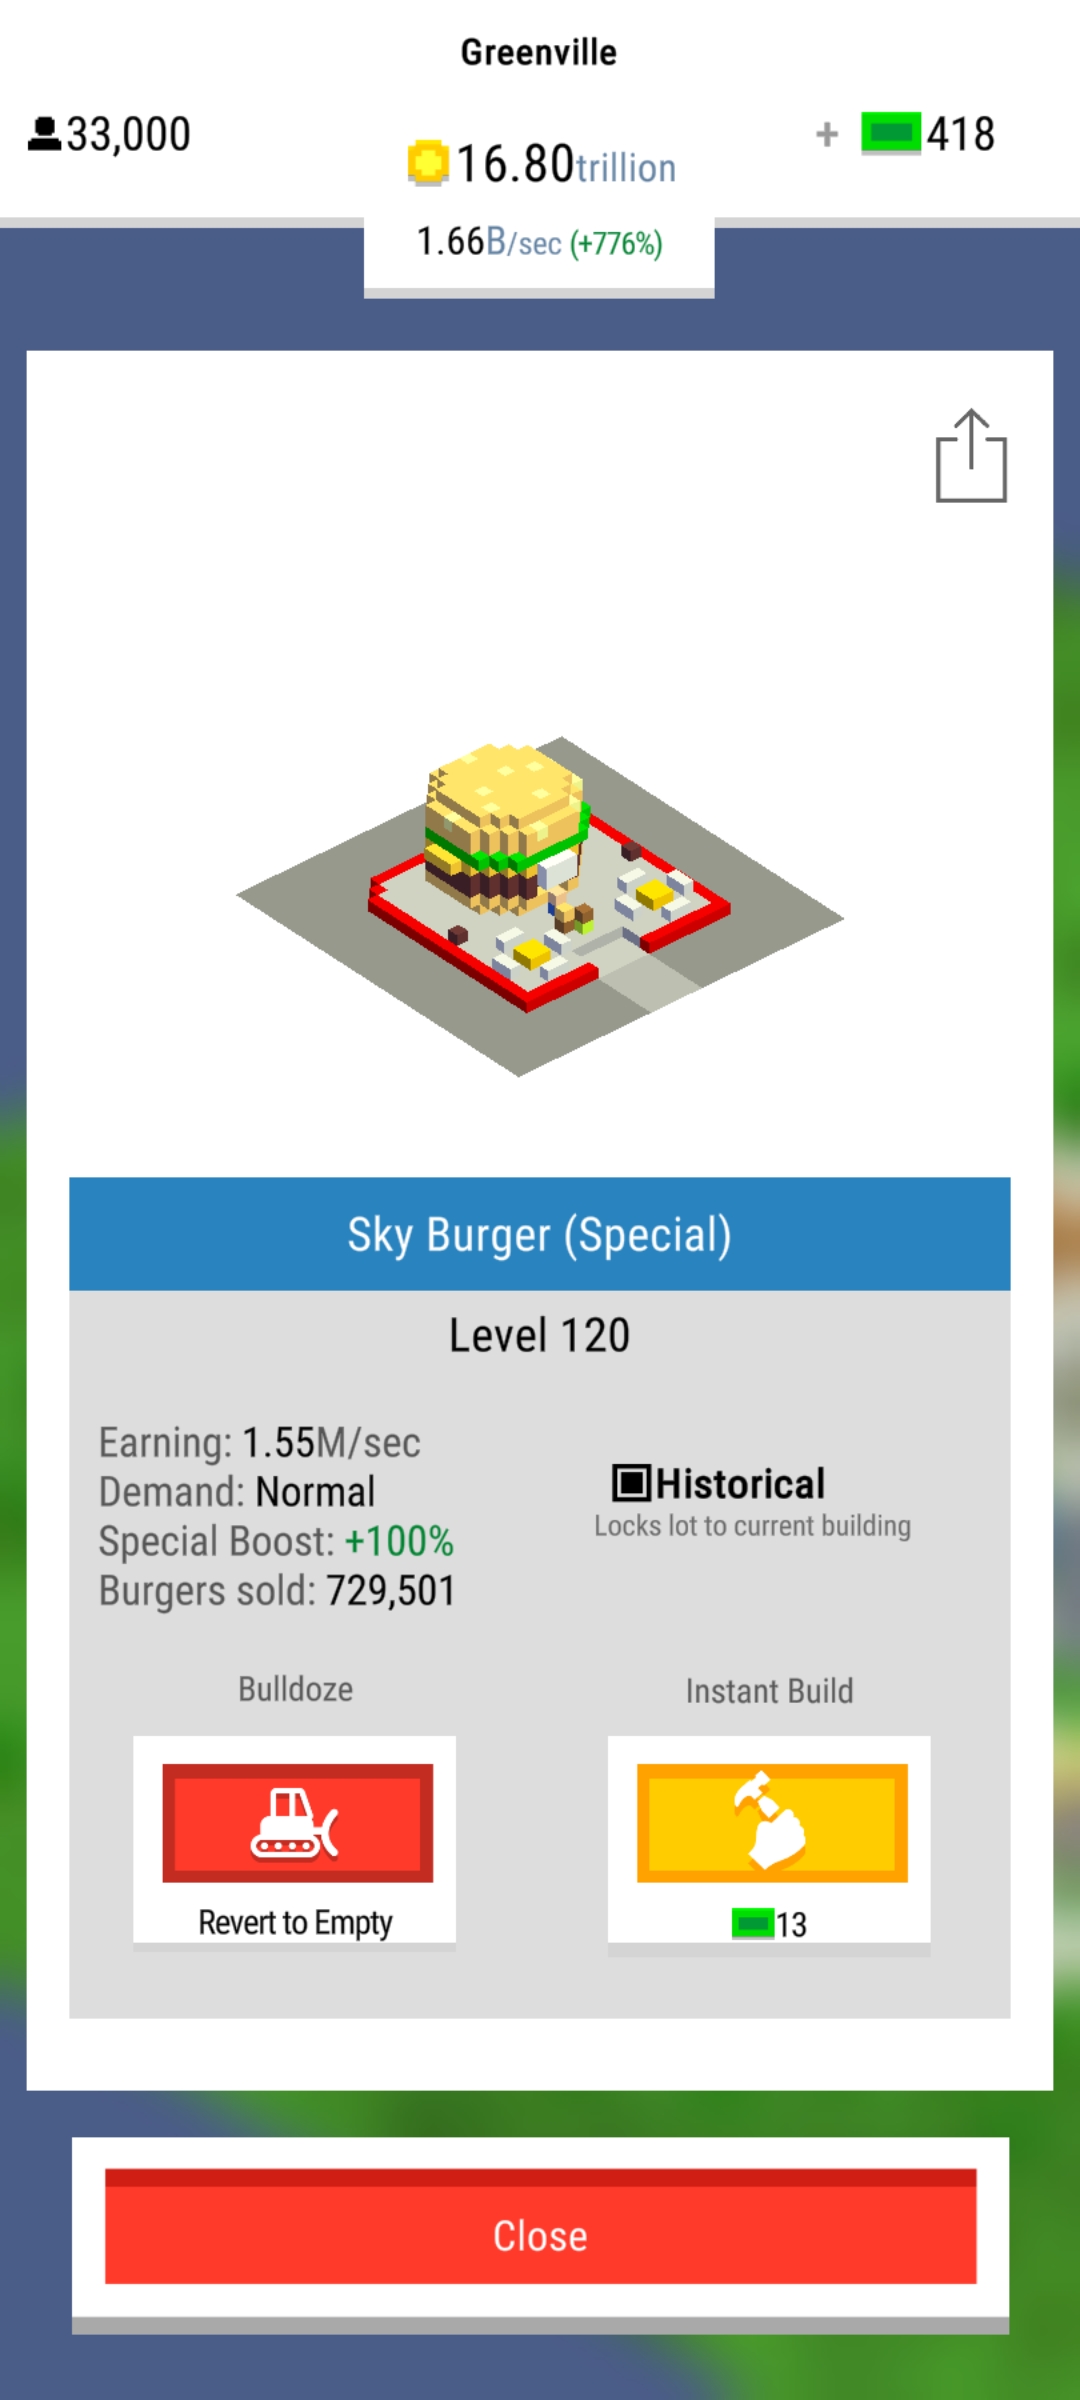 Greenville
33,000
16.80trillion
+ 418
1.66B/sec (+776%)
Sky Burger (Special)
Level 120
Earning: 1.55M/sec
Demand: Normal
Special Boost: +100%
Burgers sold: 729,501
Historical
Locks lot to current building
Bulldoze
Revert to Empty
Instant Build
13
Close